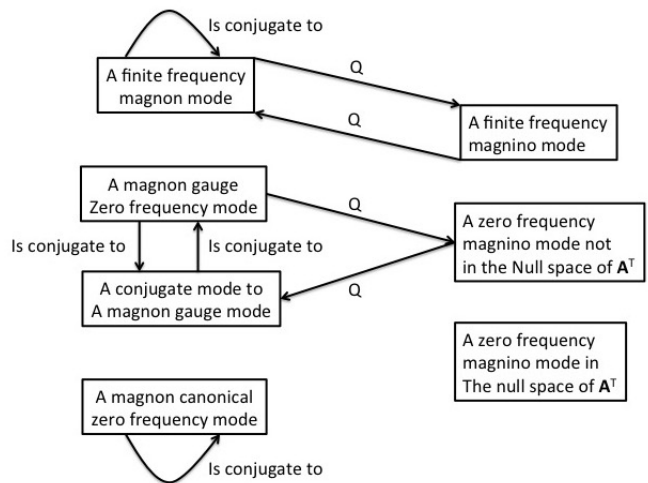 Is conjugate to
A finite frequency
magnon mode
Q
Q
A finite frequency
magnino mode
A magnon gauge
Zero frequency mode
Q
Is conjugate to
Is conjugate to
A zero frequency
magnino mode not
in the Null space of Aᵀ
A conjugate mode to
A magnon gauge mode
Q
A zero frequency
magnino mode in
The null space of Aᵀ
A magnon canonical
zero frequency mode
Is conjugate to